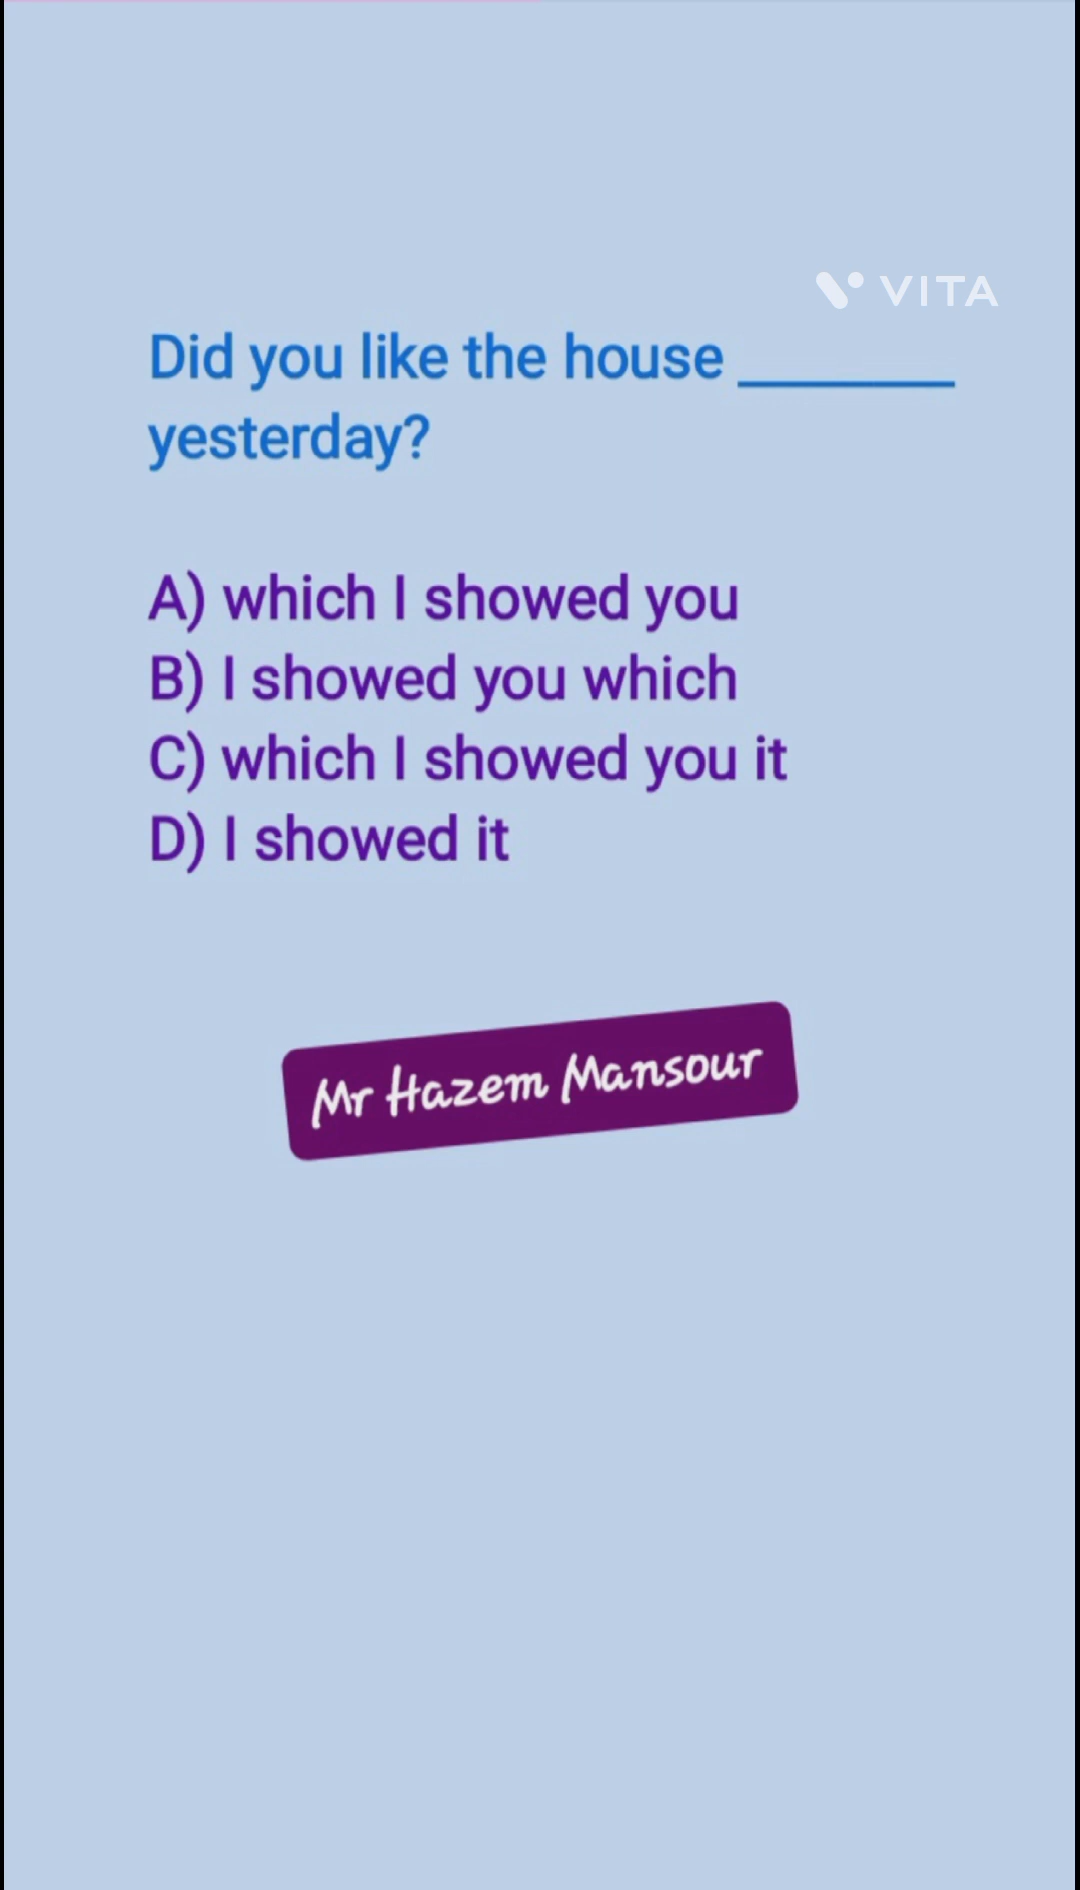 VITA
Did you like the house ________
yesterday?
A) which I showed you
B) I showed you which
C) which I showed you it
D) I showed it
Mr Hazem Mansour